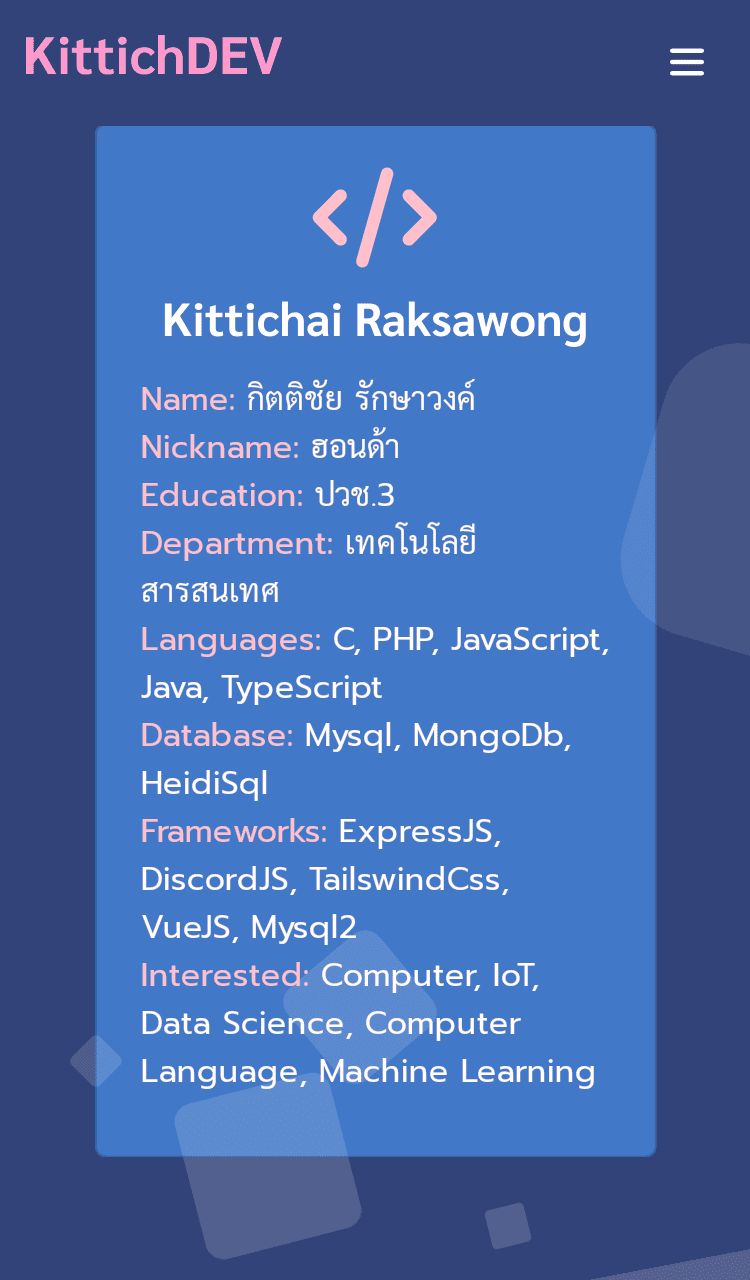 KittichDEV
Kittichai Raksawong
Name: กิตติชัย รักษาวงค์
Nickname: ฮอนด้า
Education: ปวช.3
Department: เทคโนโลยี
สารสนเทศ
Languages: C, PHP, JavaScript,
Java, TypeScript
Database: Mysql, MongoDb,
HeidiSql
Frameworks: ExpressJS,
DiscordJS, TailswindCss,
VueJS, Mysql2
Interested: Computer, IoT,
Data Science, Computer
Language, Machine Learning